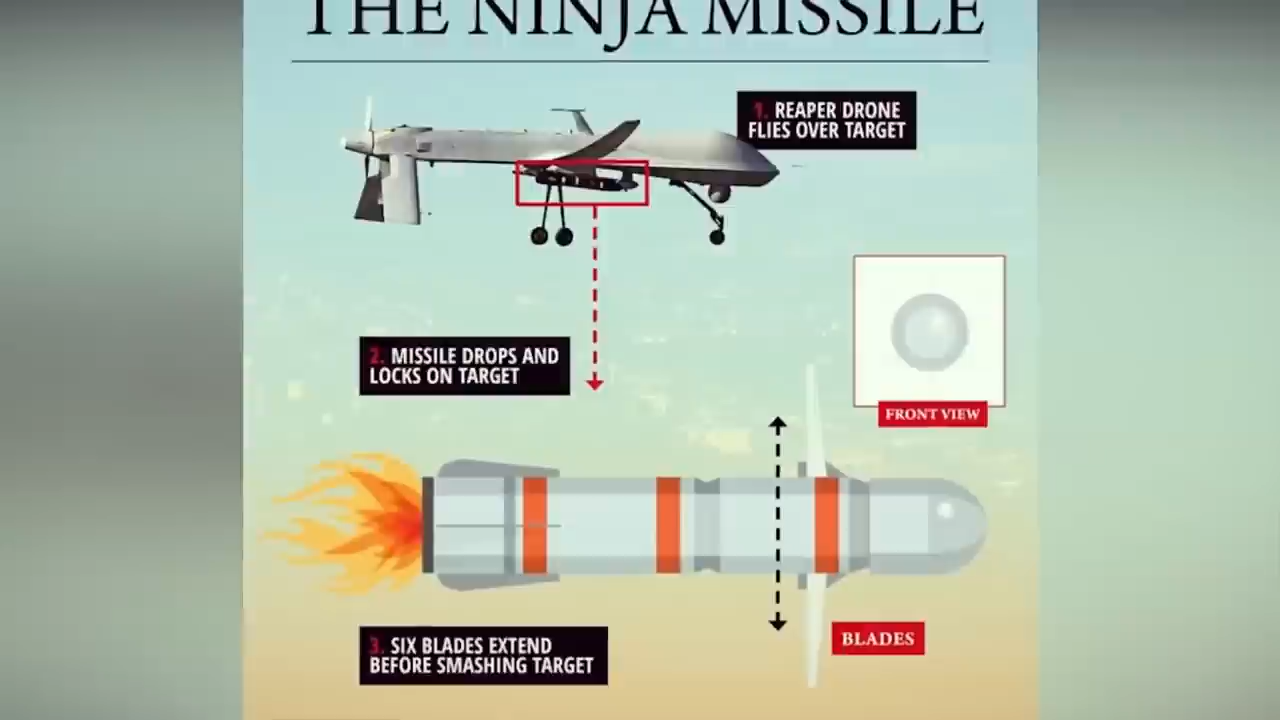 THE NINJA MISSILE
1. REAPER DRONE
FLIES OVER TARGET
2. MISSILE DROPS AND
LOCKS ON TARGET
FRONT VIEW
3. SIX BLADES EXTEND
BEFORE SMASHING TARGET
BLADES